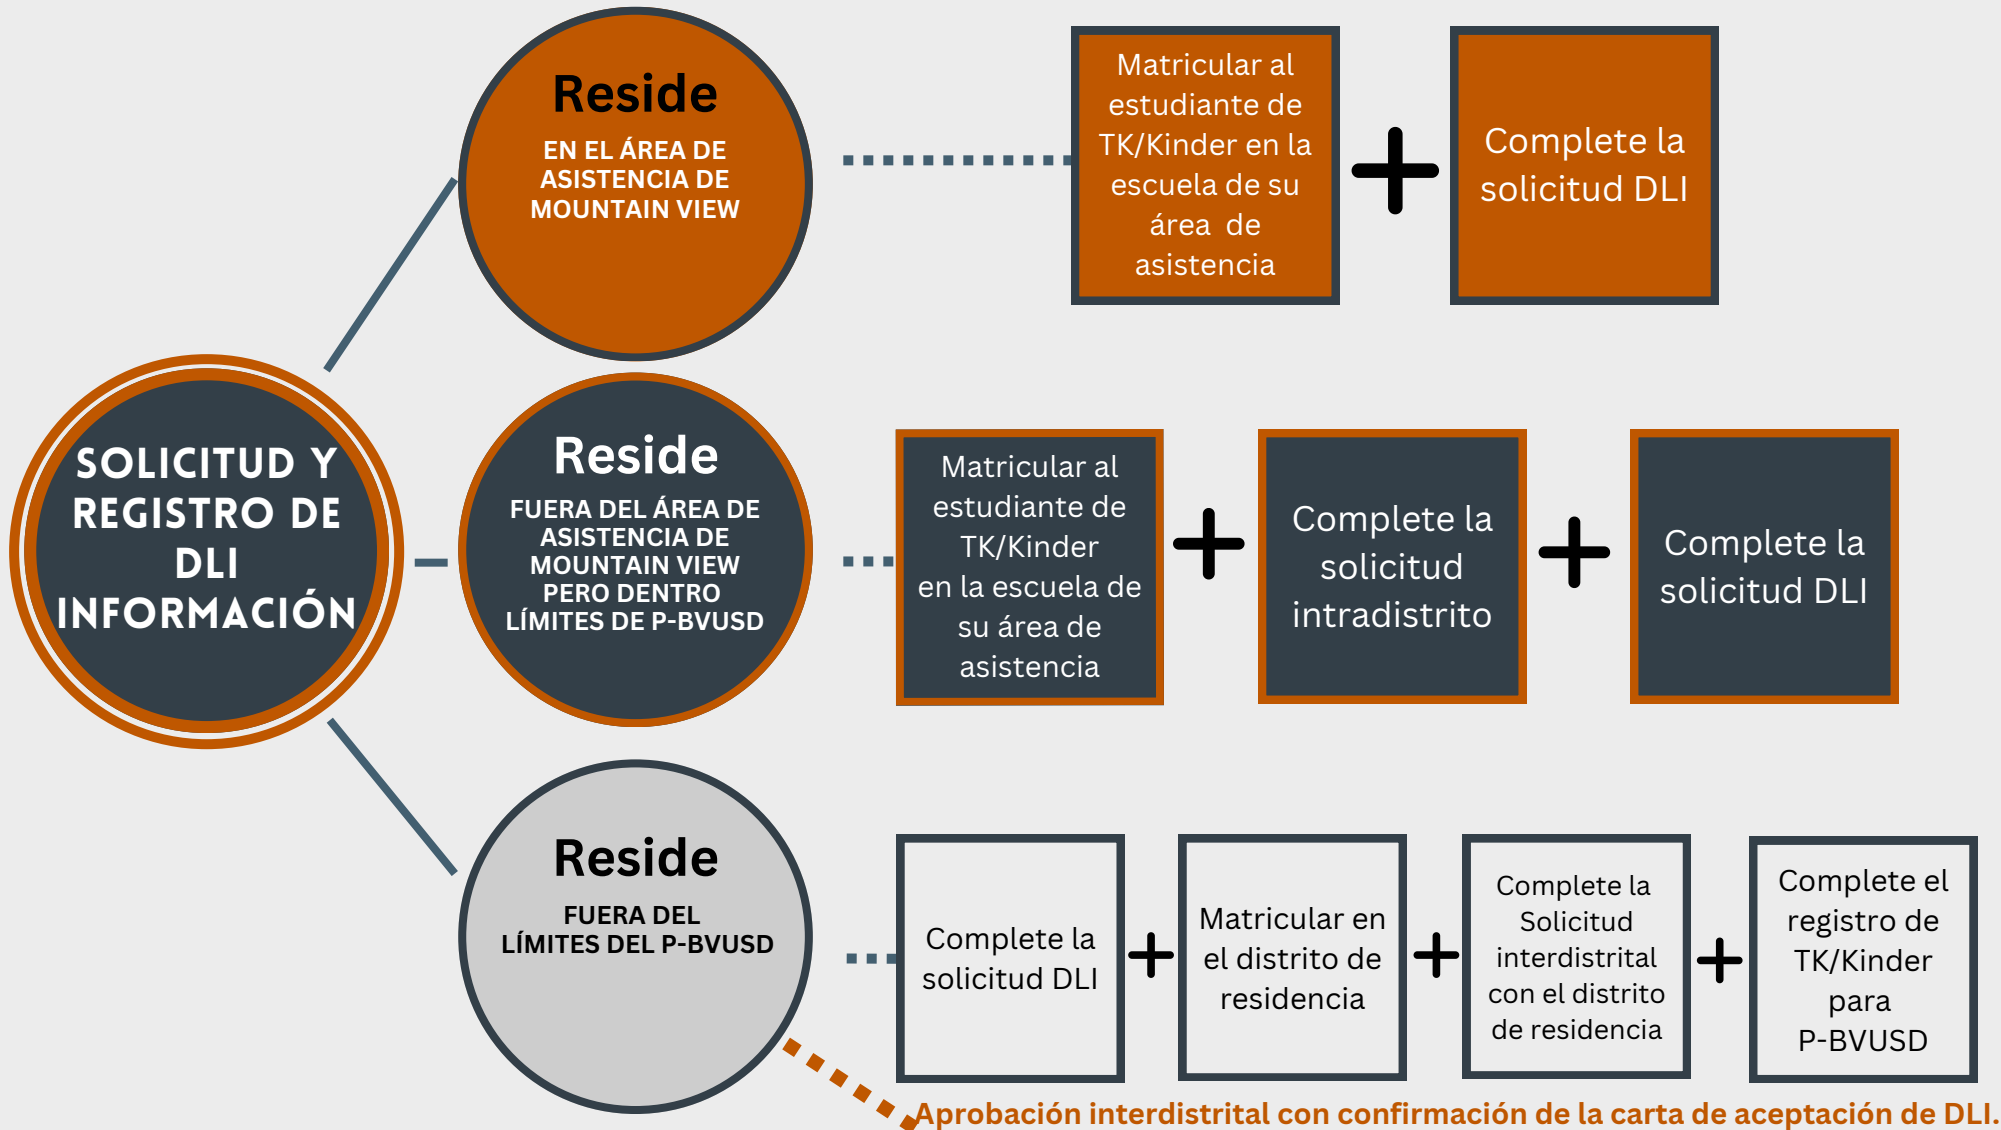 SOLICITUD Y
REGISTRO DE
DLI
INFORMACIÓN
Reside
EN EL ÁREA DE
ASISTENCIA DE
MOUNTAIN VIEW
Matricular al
estudiante de
TK/Kinder en la
escuela de su
área de
asistencia
Complete la
solicitud DLI
Reside
FUERA DEL ÁREA DE
ASISTENCIA DE
MOUNTAIN VIEW
PERO DENTRO
LÍMITES DE P-BVUSD
Matricular al
estudiante de
TK/Kinder
en la escuela de
su área de
asistencia
Complete la
solicitud
intradistrito
Complete la
solicitud DLI
Reside
FUERA DEL
LÍMITES DEL P-BVUSD
Complete la
solicitud DLI
Matricular en
el distrito de
residencia
Complete la
Solicitud
interdistrital
con el distrito
de residencia
Complete el
registro de
TK/Kinder
para
P-BVUSD
Aprobación interdistrital con confirmación de la carta de aceptación de DLI.